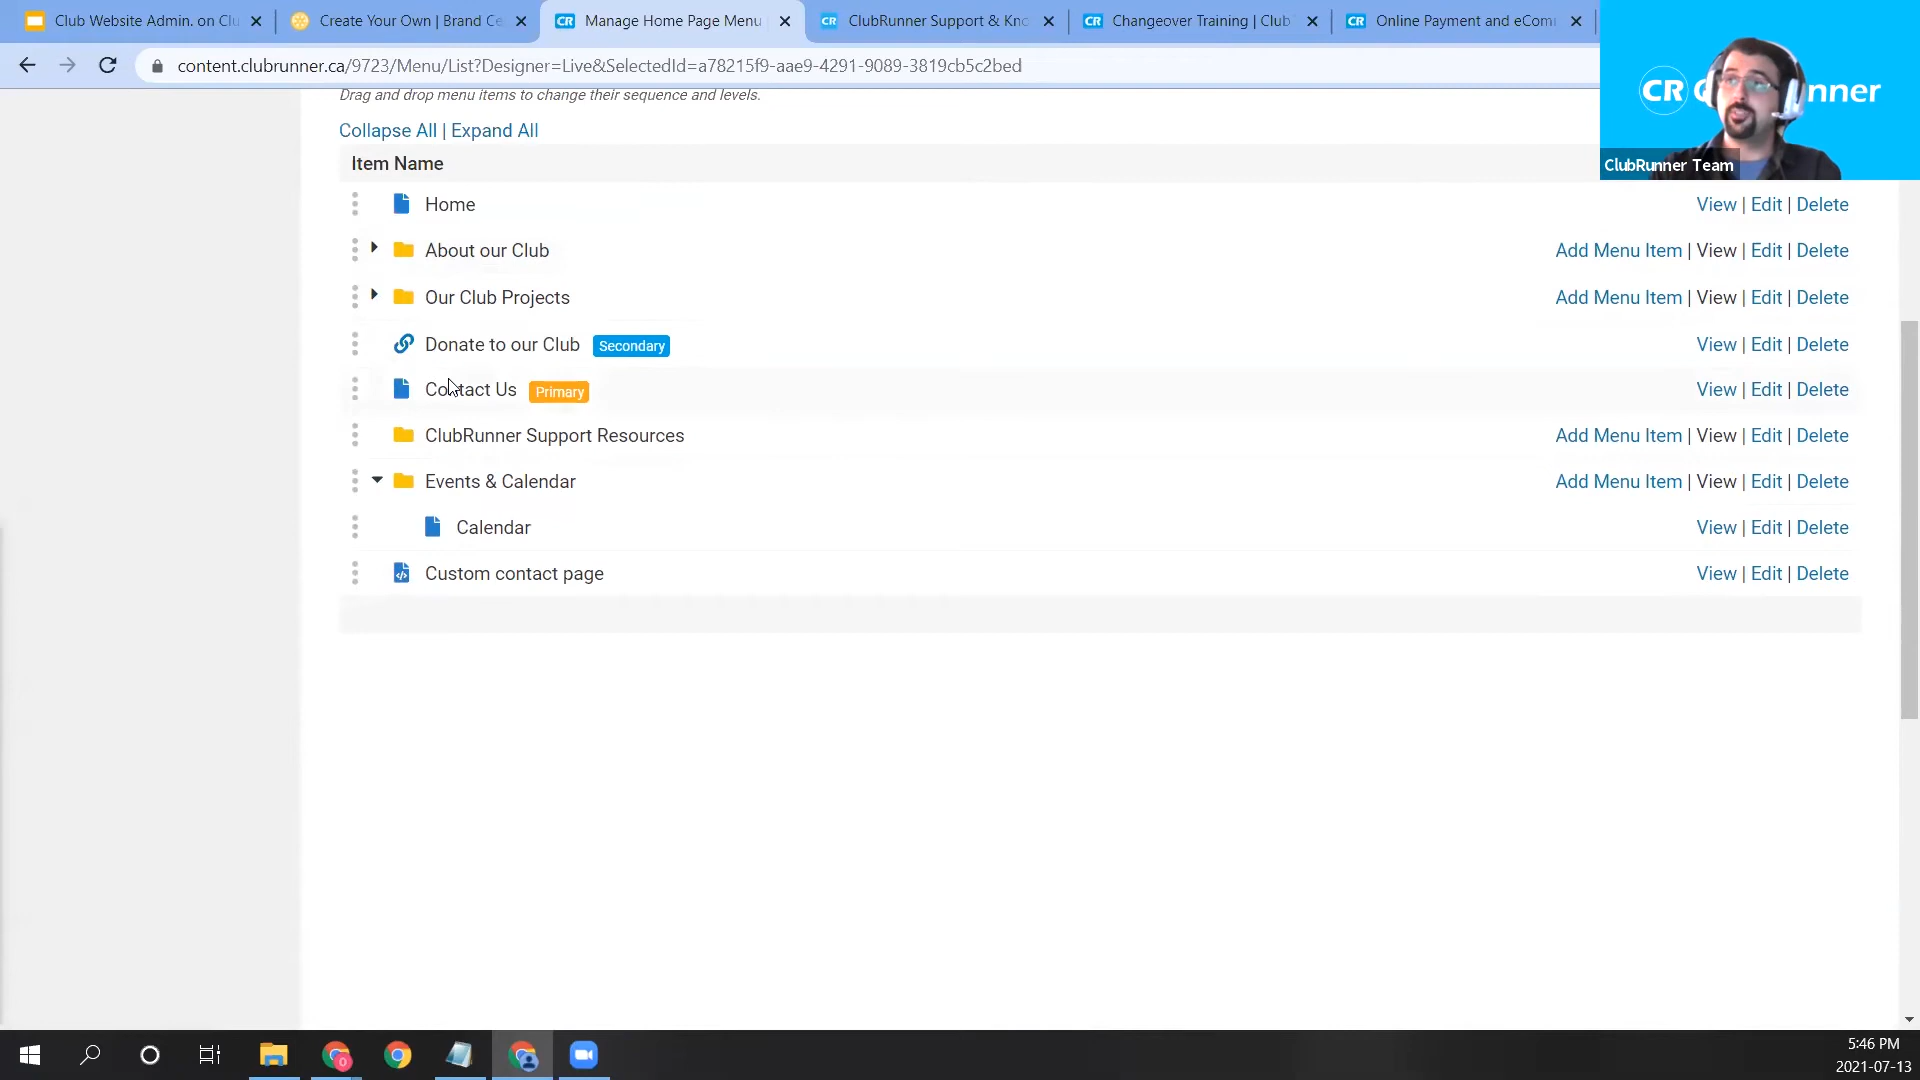 Club Website Admin. on Clu
Create Your Own | Brand Ce
Manage Home Page Menu
ClubRunner Support & Kno
Changeover Training | Club
Online Payment and eCom
content.clubrunner.ca/9723/Menu/List?Designer=Live&SelectedId=a78215f9-aae9-4291-9089-3819cb5c2bed
CR nner
ClubRunner Team
Drag and drop menu items to change their sequence and levels.
Collapse All | Expand All
Item Name
Home View | Edit | Delete
About our Club Add Menu Item | View | Edit | Delete
Our Club Projects Add Menu Item | View | Edit | Delete
Donate to our Club Secondary View | Edit | Delete
Contact Us Primary View | Edit | Delete
ClubRunner Support Resources Add Menu Item | View | Edit | Delete
Events & Calendar Add Menu Item | View | Edit | Delete
Calendar View | Edit | Delete
Custom contact page View | Edit | Delete
5:46 PM
2021-07-13